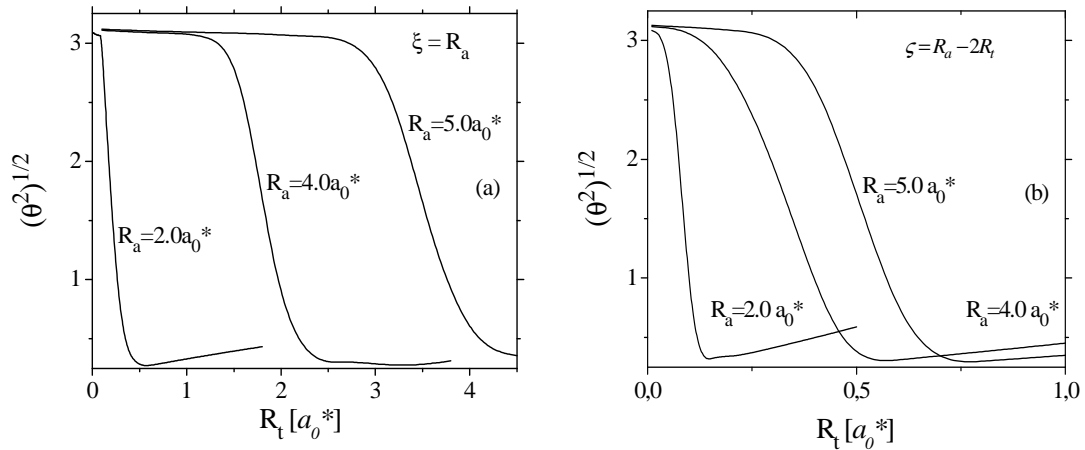 3
2
1
0
1
2
3
4
(θ²)^{1/2}
R_t [a_0*]
ξ = R_a
R_a=5.0a_0*
(a)
R_a=4.0a_0*
R_a=2.0a_0*
3
2
1
0,0
0,5
1,0
(θ²)^{1/2}
R_t [a_0*]
ς = R_a − 2R_t
R_a=5.0 a_0*
(b)
R_a=2.0 a_0*
R_a=4.0 a_0*